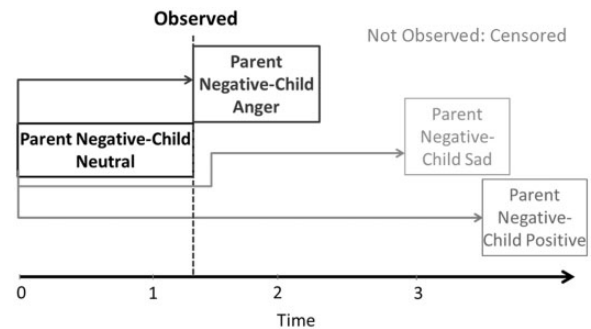 Observed
Not Observed: Censored
Parent
Negative-Child
Anger
Parent Negative-Child
Neutral
Parent
Negative-
Child Sad
Parent
Negative-
Child Positive
0 1 2 3
Time